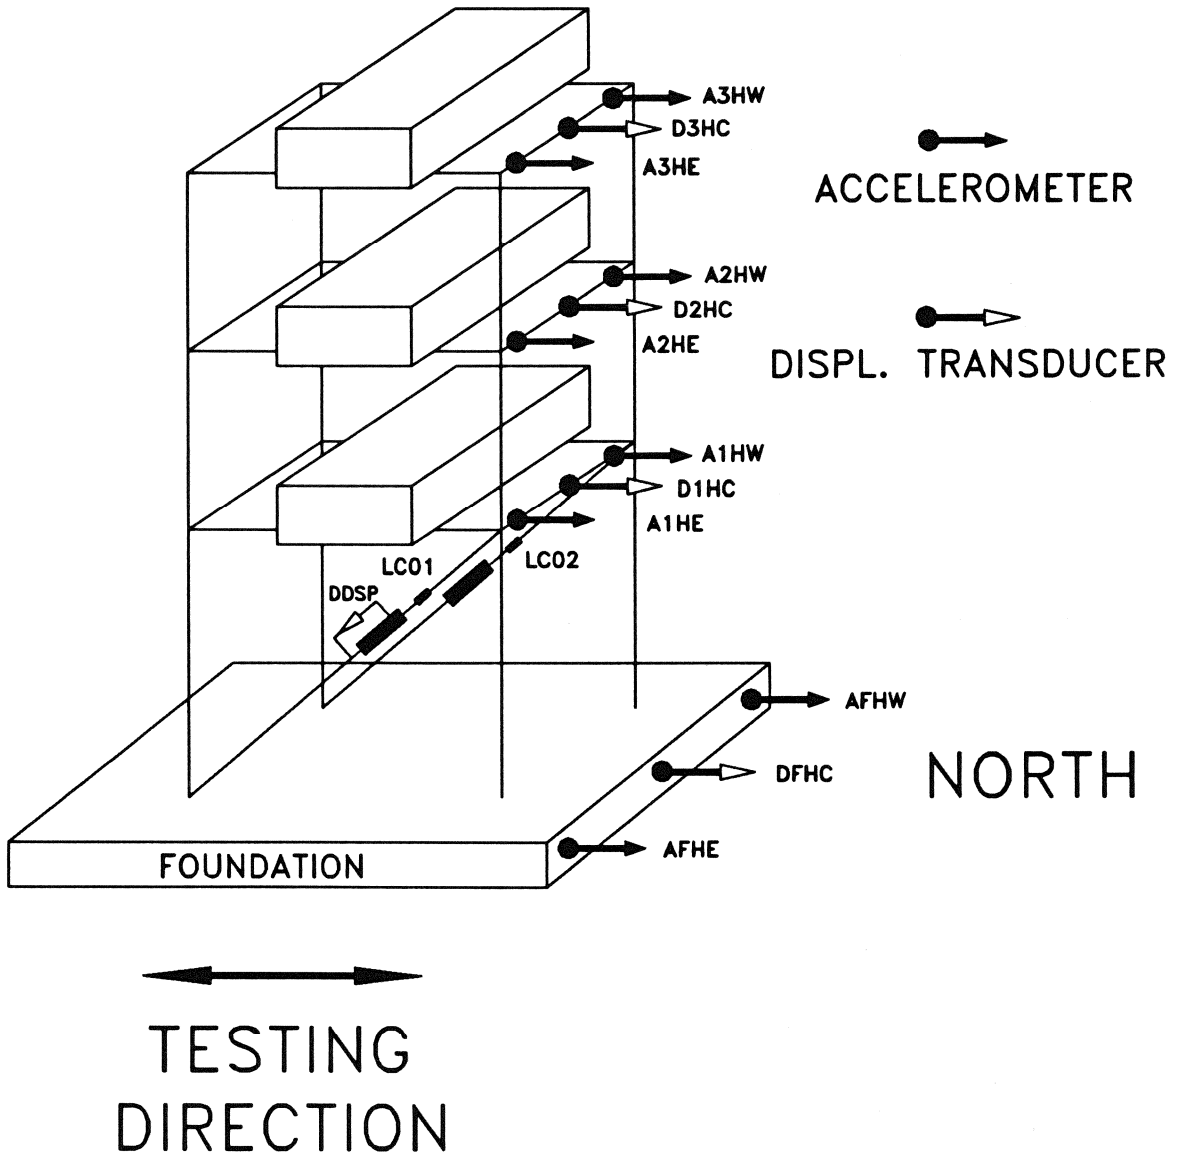 A3HW
D3HC
A3HE
ACCELEROMETER
A2HW
D2HC
A2HE
DISPL. TRANSDUCER
A1HW
D1HC
A1HE
LC02
LC01
DDSP
AFHW
DFHC
NORTH
AFHE
FOUNDATION
TESTING
DIRECTION